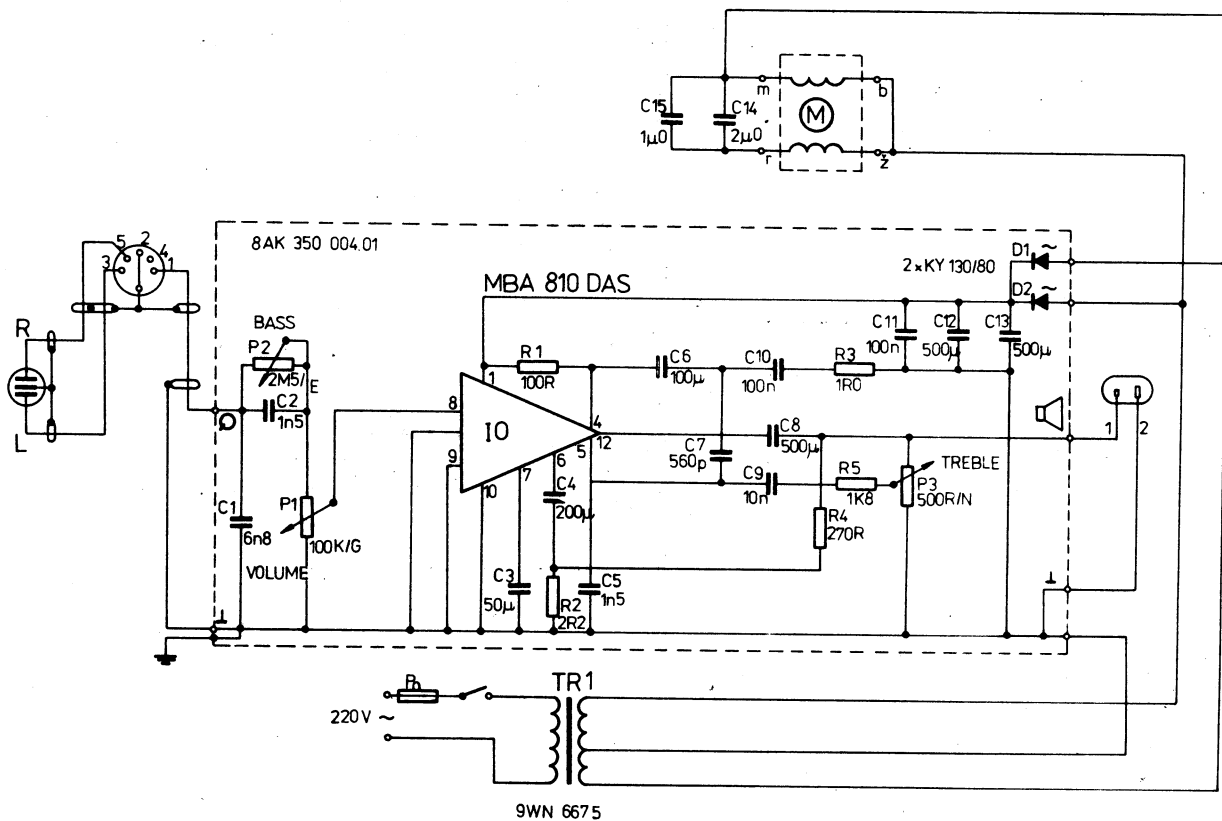 m
b
C15
1µ0
C14
2µ0
M
r
ž
8AK 350 004.01
5
2
4
3
1
D1 ~
2×KY 130/80
MBA 810 DAS
D2 ~
R
L
BASS
P2
2M5/E
C2
1n5
R1
100R
1
C6
100µ
C10
100n
R3
1R0
C11
100n
C12
500µ
C13
500µ
8
IO
4
12
5
9
10
7
6
C8
500µ
C7
560p
C9
10n
R5
1K8
TREBLE
P3
500R/N
1
2
C1
6n8
P1
100K/G
VOLUME
C4
200µ
R4
270R
C3
50µ
R2
2R2
C5
1n5
⊥
⊥
Po
220V ~
TR1
9WN 6675